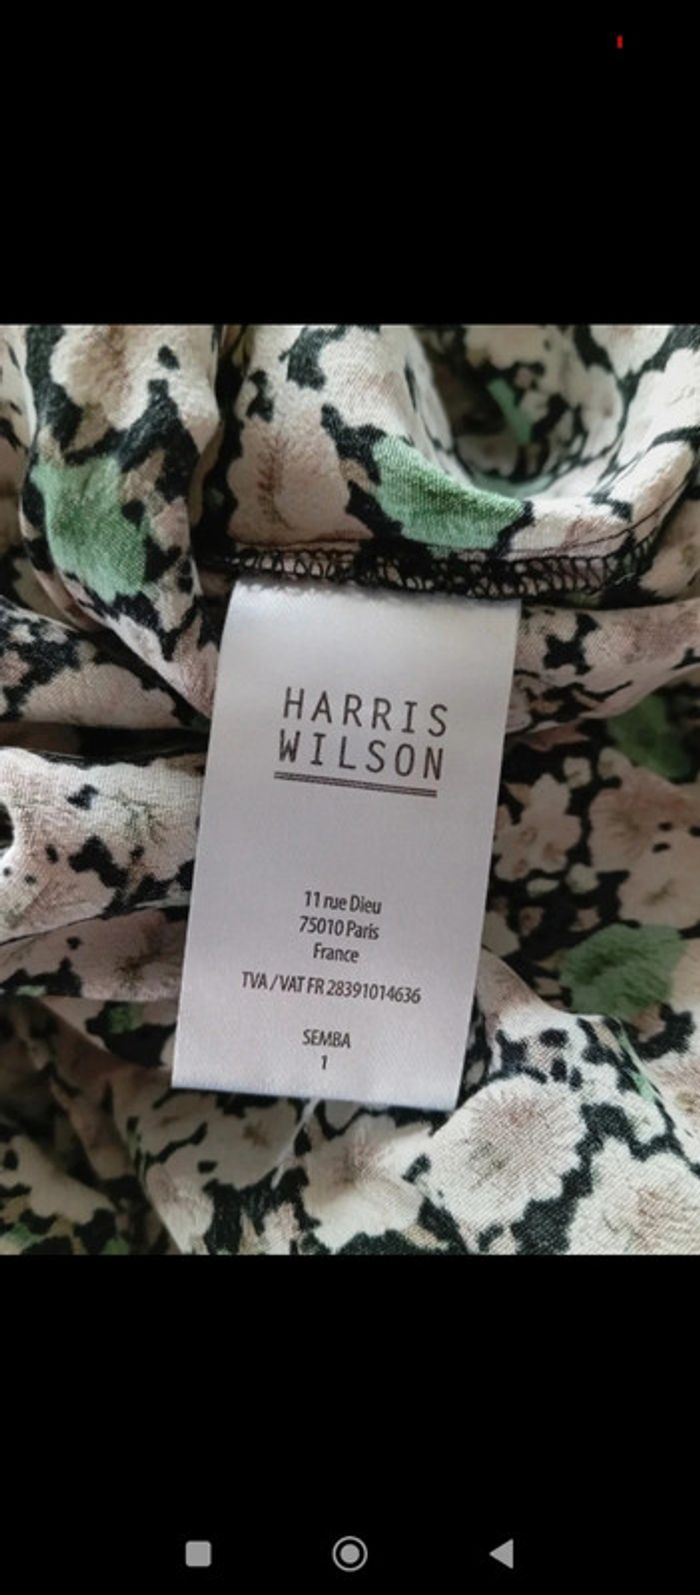 HARRIS
WILSON
11 rue Dieu
75010 Paris
France
TVA / VAT FR 28391014636
SEMBA
1